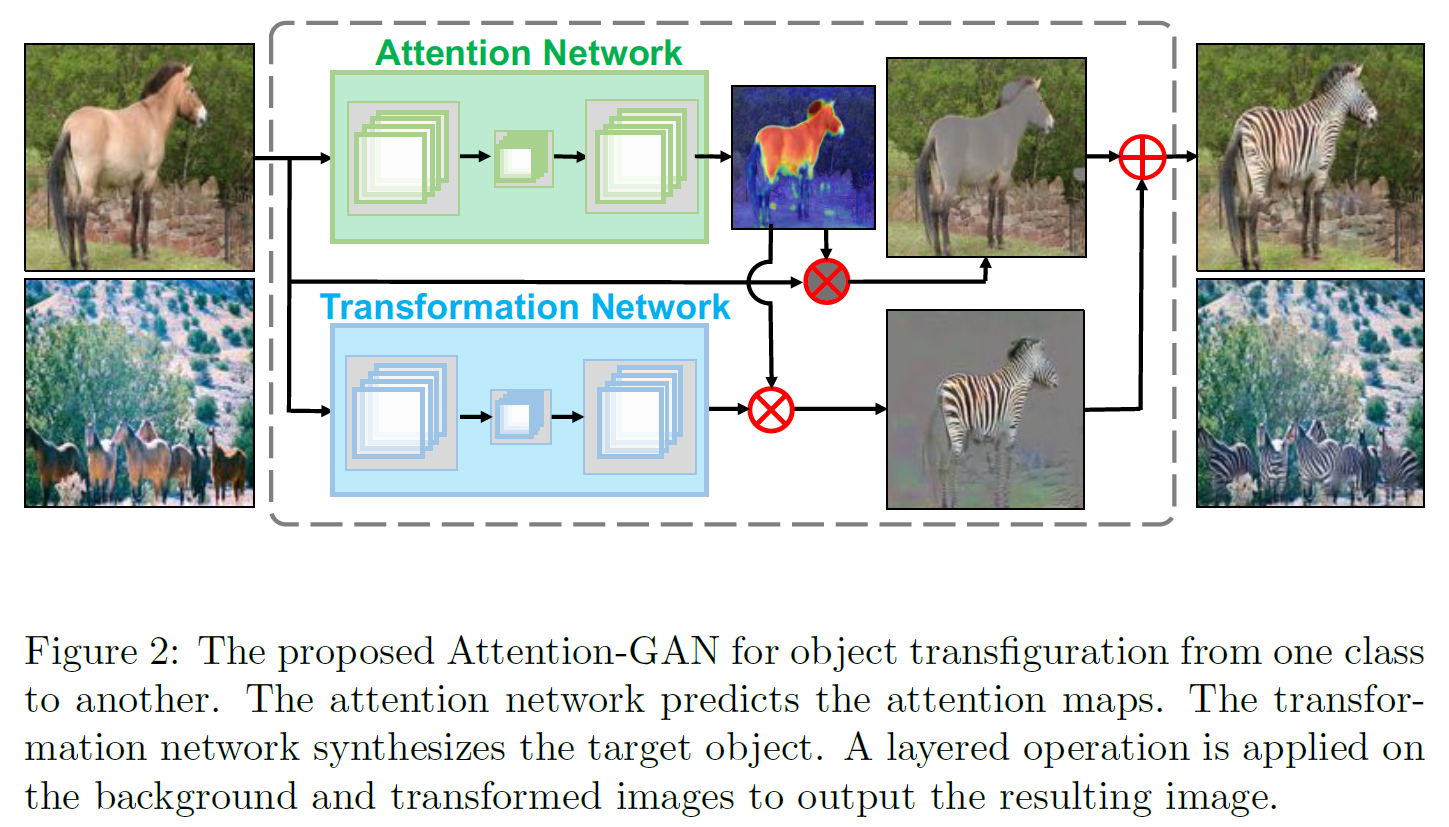 Attention Network
Transformation Network
Figure 2: The proposed Attention-GAN for object transfiguration from one class
to another. The attention network predicts the attention maps. The transfor-
mation network synthesizes the target object. A layered operation is applied on
the background and transformed images to output the resulting image.